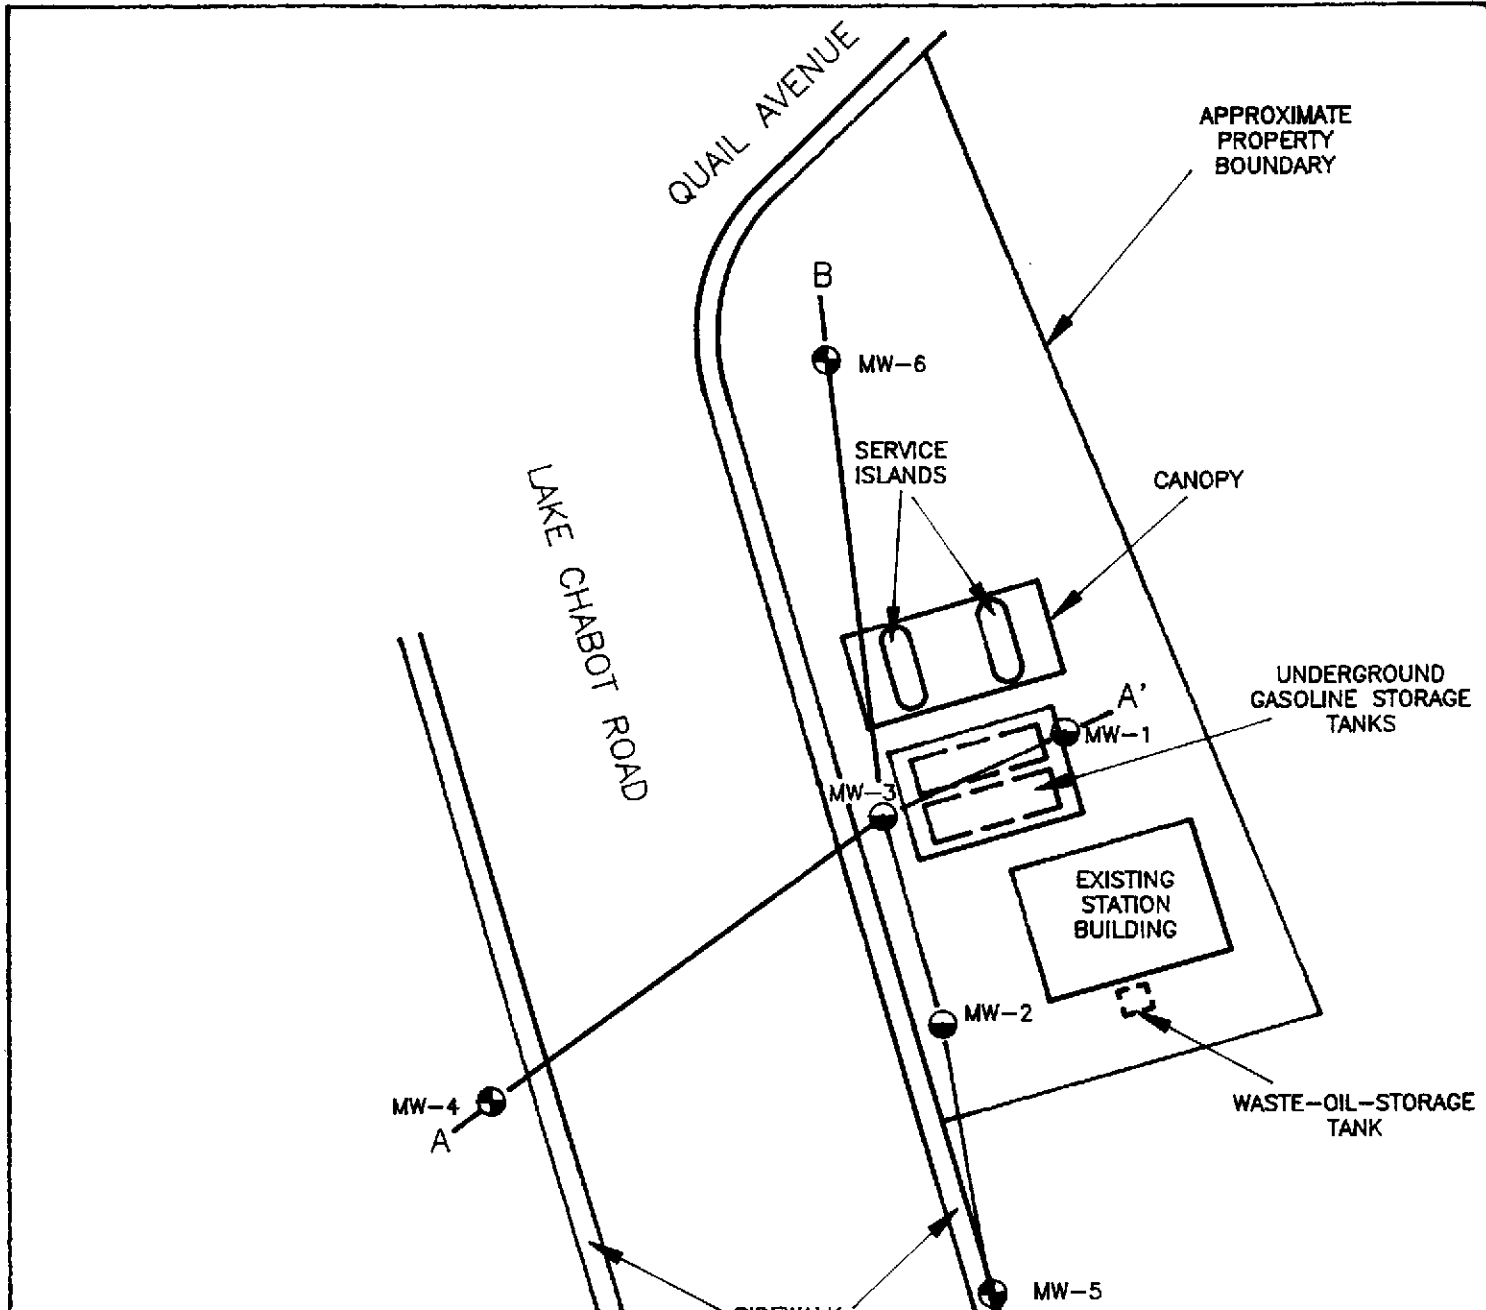 QUAIL AVENUE
APPROXIMATE
PROPERTY
BOUNDARY
B
MW-6
SERVICE
ISLANDS
CANOPY
LAKE CHABOT ROAD
UNDERGROUND
GASOLINE STORAGE
TANKS
A'
MW-1
MW-3
EXISTING
STATION
BUILDING
MW-2
MW-4
A
WASTE-OIL-STORAGE
TANK
MW-5
SIDEWALK